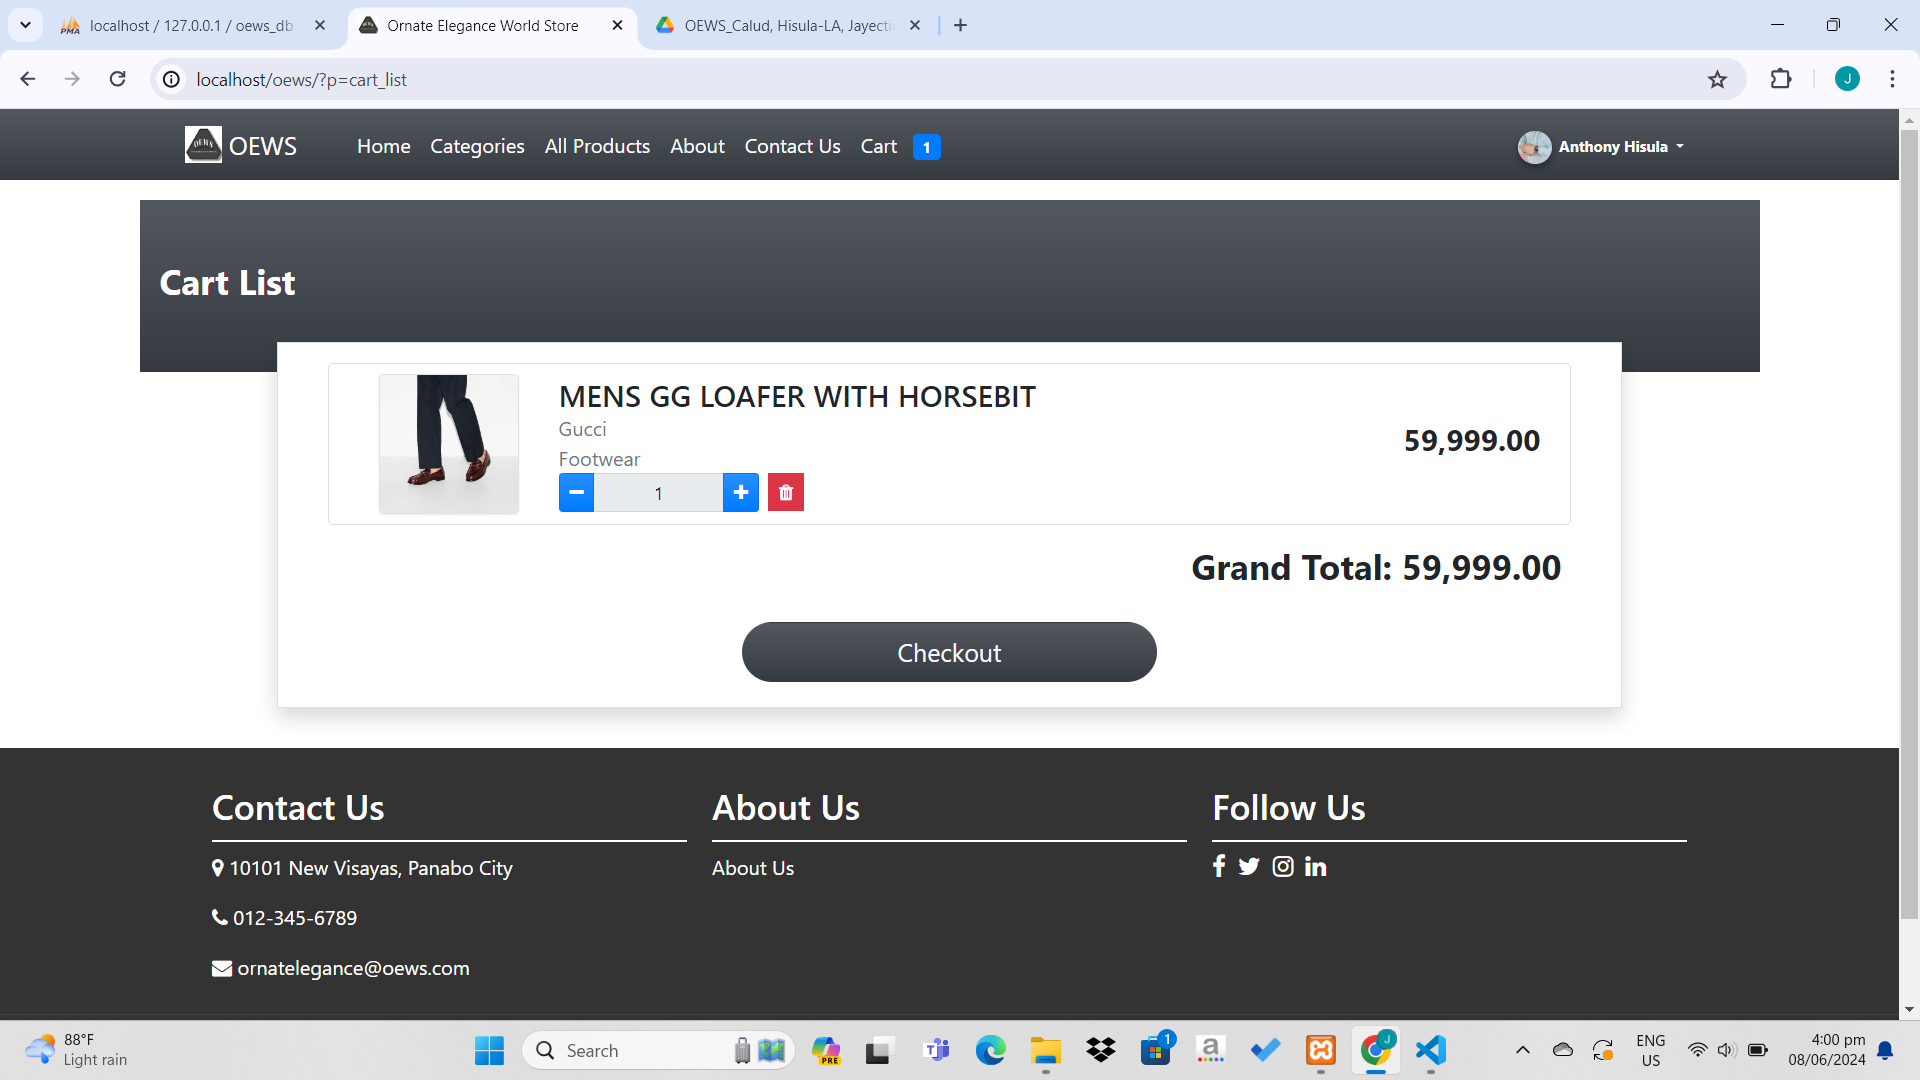 localhost / 127.0.0.1 / oews_db
Ornate Elegance World Store
OEWS_Calud, Hisula-LA, Jayecti
localhost/oews/?p=cart_list
J
OEWS
OEWS
Home
Categories
All Products
About
Contact Us
Cart
1
Anthony Hisula
Cart List
MENS GG LOAFER WITH HORSEBIT
Gucci
Footwear
1
59,999.00
Grand Total: 59,999.00
Checkout
Contact Us
10101 New Visayas, Panabo City
012-345-6789
ornatelegance@oews.com
About Us
About Us
Follow Us
88°F
Light rain
Search
PRE
1
J
ENG
US
4:00 pm
08/06/2024